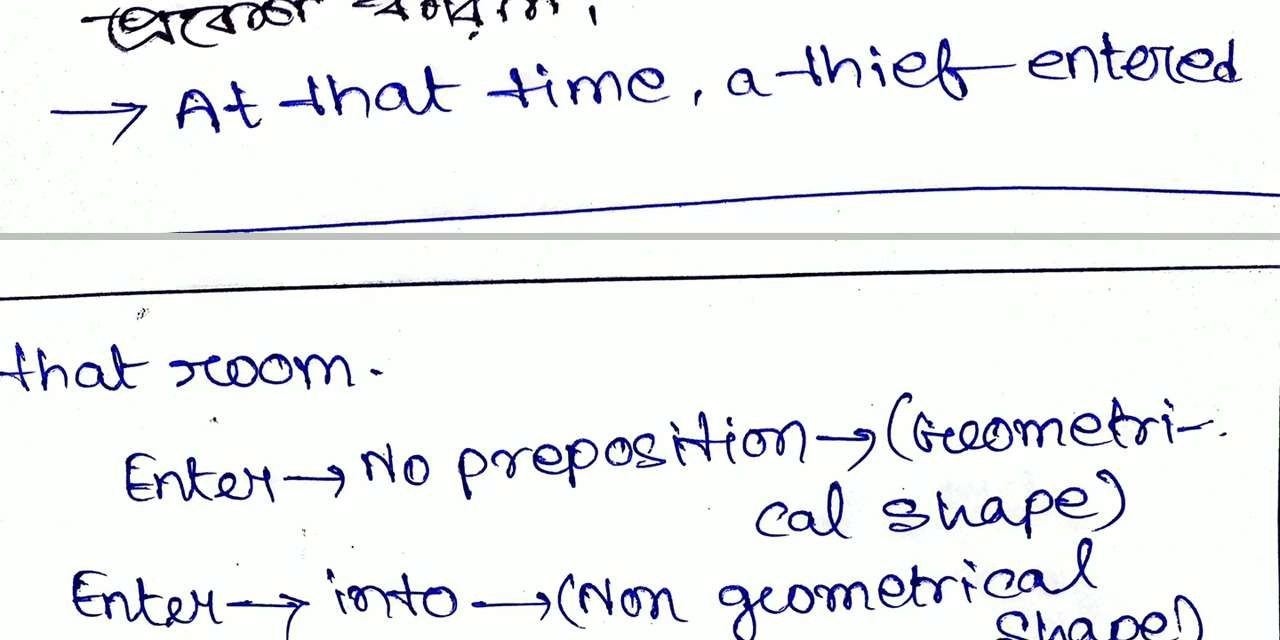 → At that time, a thief entered
that room.
Enter → No preposition → (Geometri-
cal shape)
Enter → into → (Non geometrical
shape)